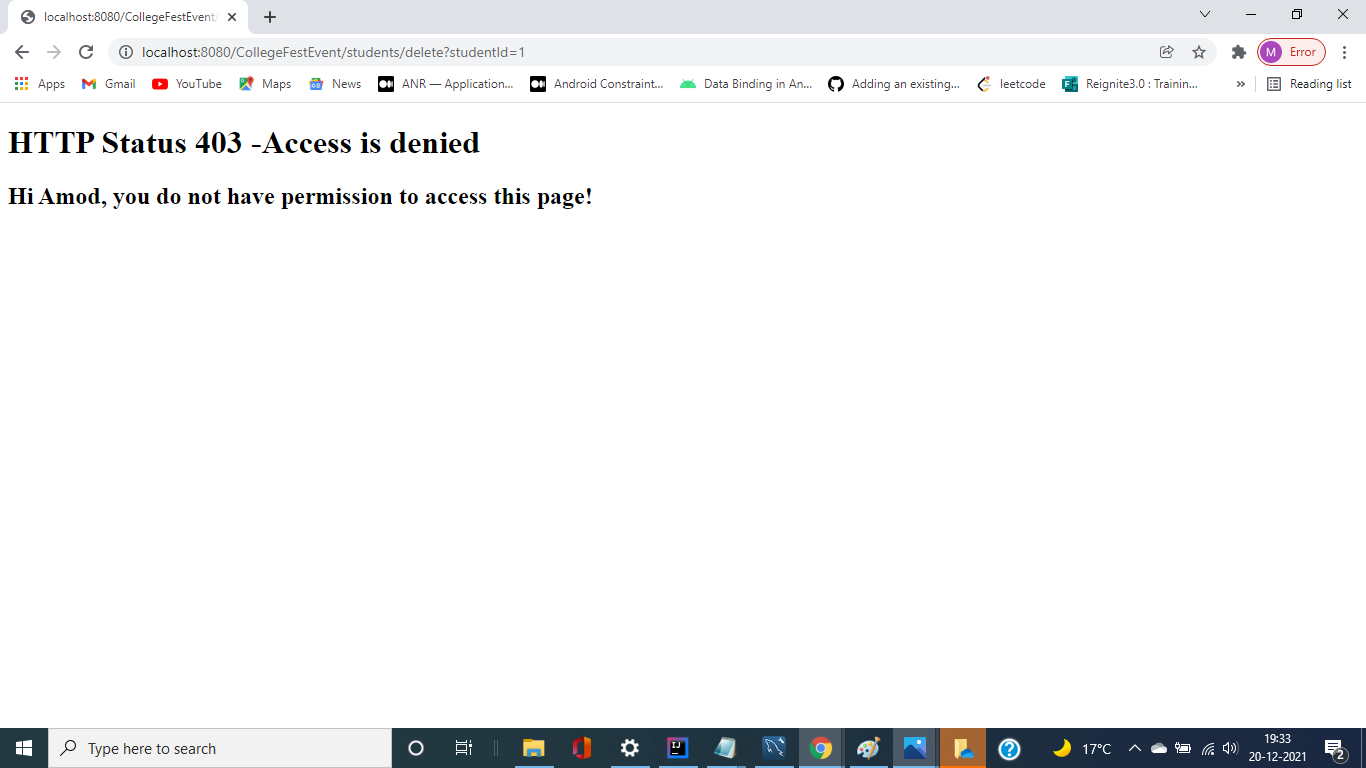 localhost:8080/CollegeFestEvent/
localhost:8080/CollegeFestEvent/students/delete?studentId=1
M Error
Apps Gmail YouTube Maps News ANR — Application... Android Constraint... Data Binding in An... Adding an existing... leetcode Reignite3.0 : Trainin... » Reading list
HTTP Status 403 -Access is denied
Hi Amod, you do not have permission to access this page!
Type here to search
17°C
19:33
20-12-2021
2